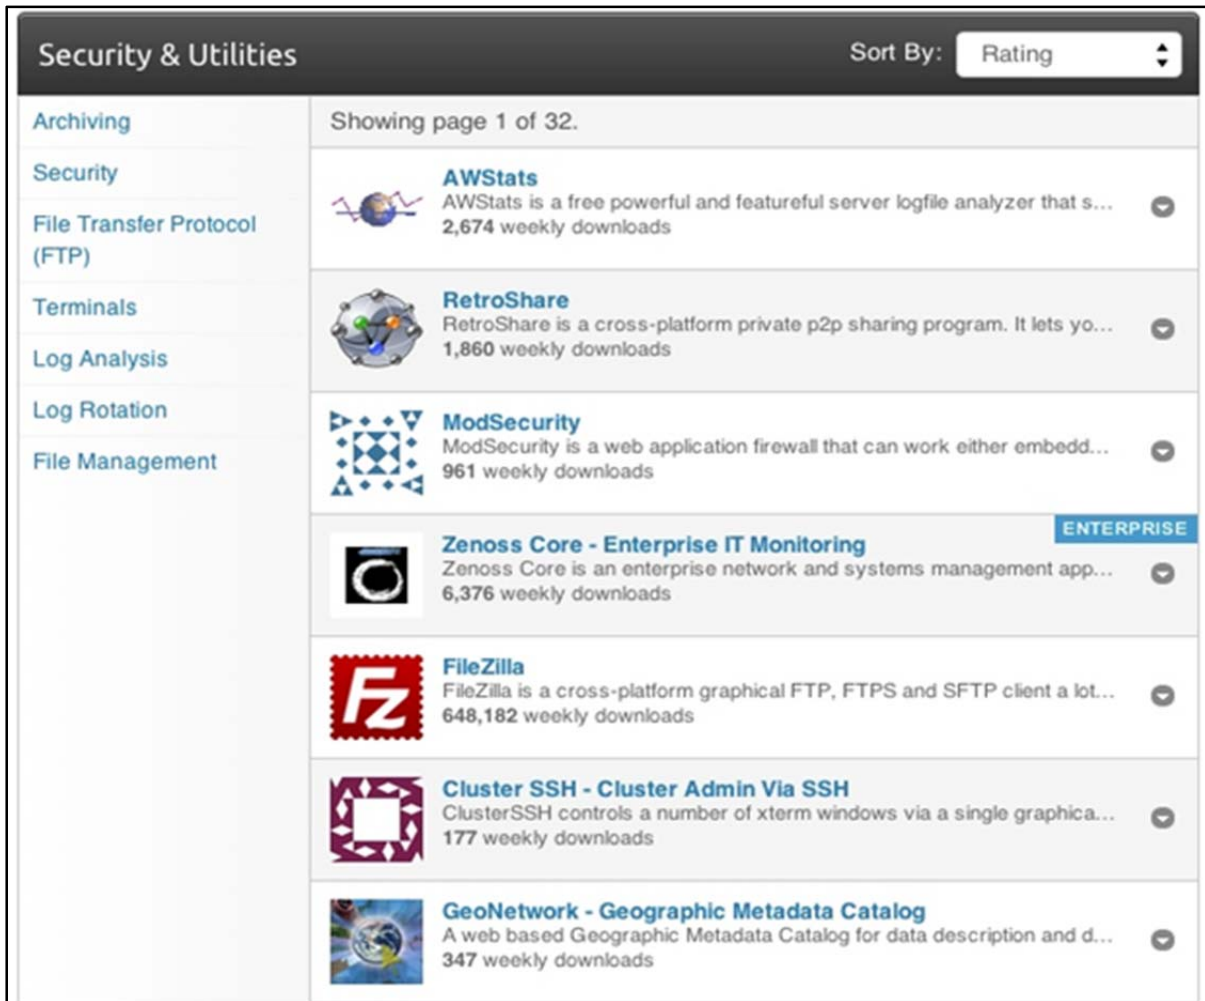 Security & Utilities
Sort By: Rating
Archiving
Security
File Transfer Protocol
(FTP)
Terminals
Log Analysis
Log Rotation
File Management
Showing page 1 of 32.
AWStats
AWStats is a free powerful and featureful server logfile analyzer that s...
2,674 weekly downloads
RetroShare
RetroShare is a cross-platform private p2p sharing program. It lets yo...
1,860 weekly downloads
ModSecurity
ModSecurity is a web application firewall that can work either embedd...
961 weekly downloads
ENTERPRISE
Zenoss Core - Enterprise IT Monitoring
Zenoss Core is an enterprise network and systems management app...
6,376 weekly downloads
Fz
FileZilla
FileZilla is a cross-platform graphical FTP, FTPS and SFTP client a lot...
648,182 weekly downloads
Cluster SSH - Cluster Admin Via SSH
ClusterSSH controls a number of xterm windows via a single graphica...
177 weekly downloads
GeoNetwork - Geographic Metadata Catalog
A web based Geographic Metadata Catalog for data description and d...
347 weekly downloads